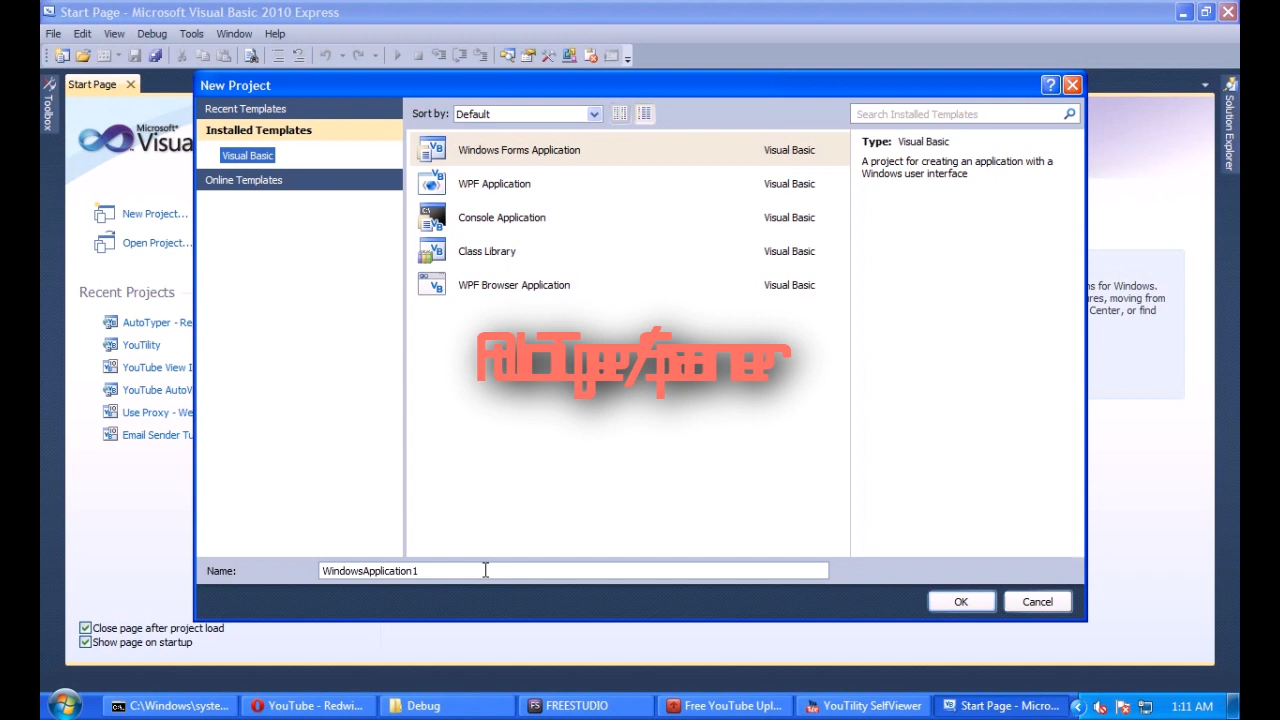 Start Page - Microsoft Visual Basic 2010 Express
File Edit View Debug Tools Window Help
Start Page
Toolbox
Solution Explorer
Microsoft®
Visua
New Project...
Open Project...
Recent Projects
AutoTyper - Re
YouTility
YouTube View I
YouTube AutoV
Use Proxy - We
Email Sender Tu
ns for Windows.
res, moving from
Center, or find
Close page after project load
Show page on startup
New Project
Recent Templates
Installed Templates
Visual Basic
Online Templates
Sort by: Default
Search Installed Templates
Windows Forms Application Visual Basic
WPF Application Visual Basic
Console Application Visual Basic
Class Library Visual Basic
WPF Browser Application Visual Basic
Type: Visual Basic
A project for creating an application with a
Windows user interface
Name: WindowsApplication1
OK Cancel
C:\Windows\syste...
YouTube - Redwi...
Debug
FREESTUDIO
Free YouTube Upl...
YouTility SelfViewer
Start Page - Micro...
1:11 AM